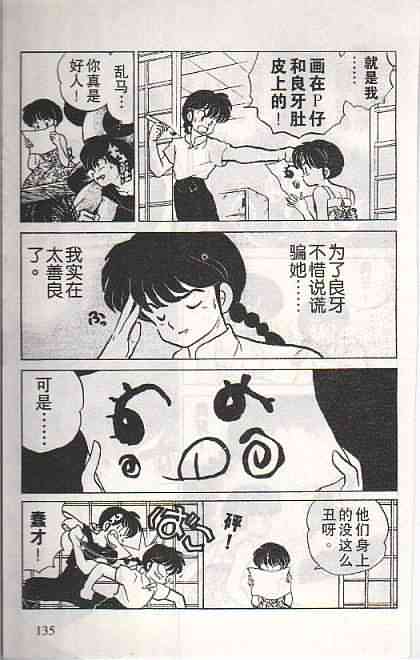 就是我
……
画在P仔
和良牙肚
皮上的！
乱马…
你真是
好人！
为了良牙
不惜说谎
骗她……
我实在
太善良
了。
可是……
他们身上
的没这么
丑呀。
砰！
蠢才！
135